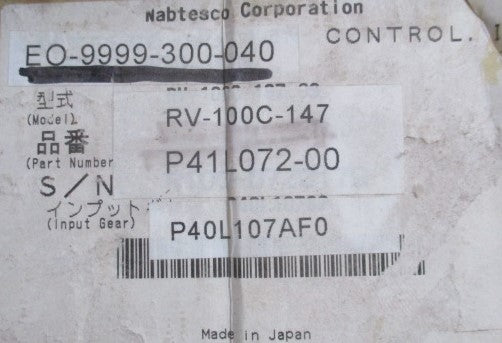 Nabtesco Corporation
CONTROL.
EO-9999-300-040
型式
(Model)
RV-100C-147
品番
(Part Number
P41L072-00
S/N
インプット
(Input Gear)
P40L107AF0
Made in Japan